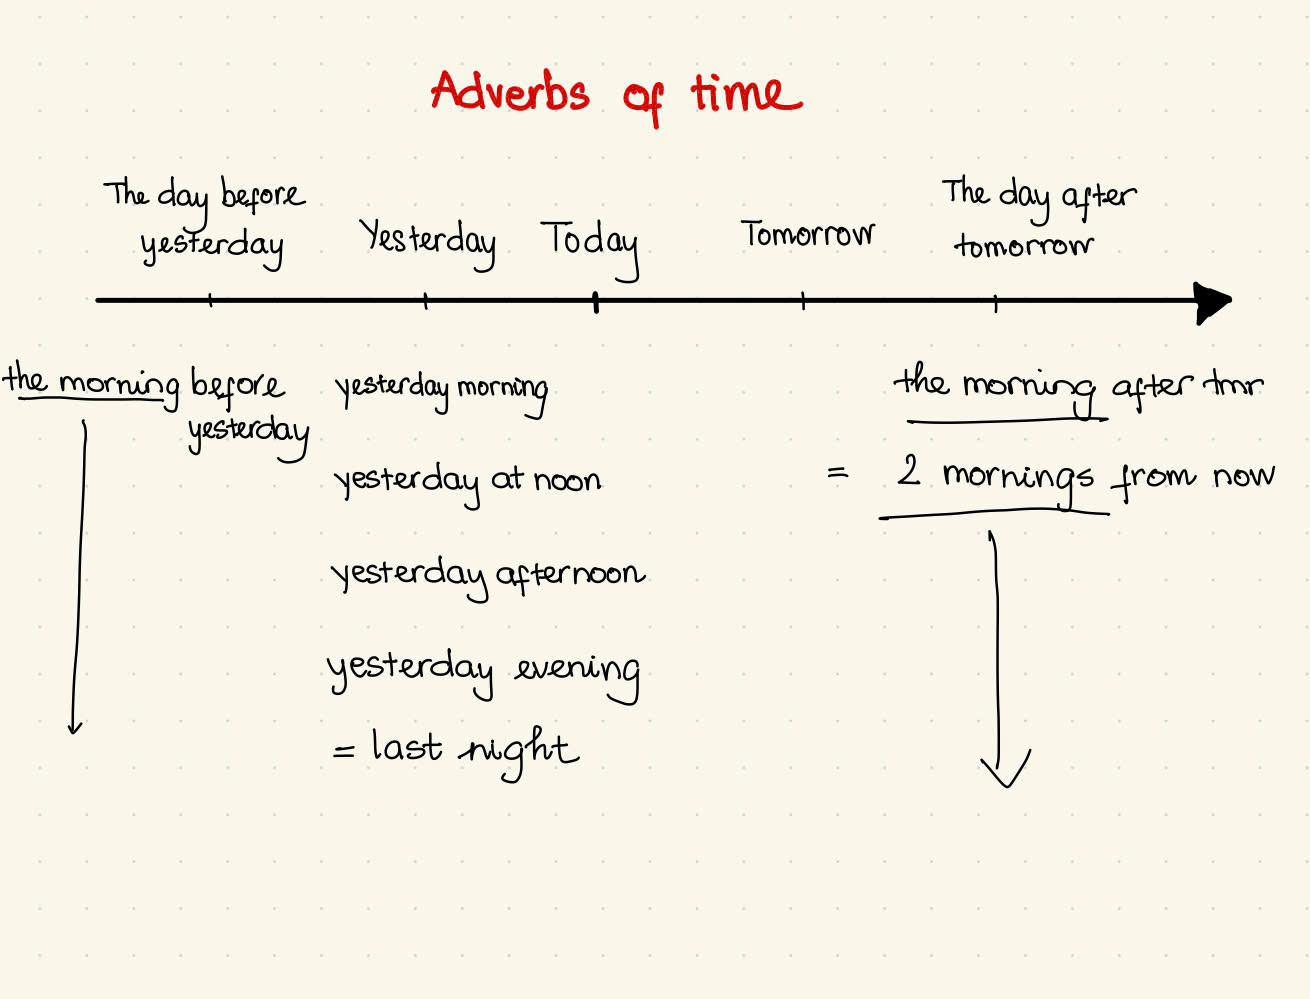 Adverbs of time
The day before
yesterday
Yesterday
Today
Tomorrow
The day after
tomorrow
the morning before
yesterday
yesterday morning
yesterday at noon
yesterday afternoon
yesterday evening
= last night
the morning after tmr
= 2 mornings from now